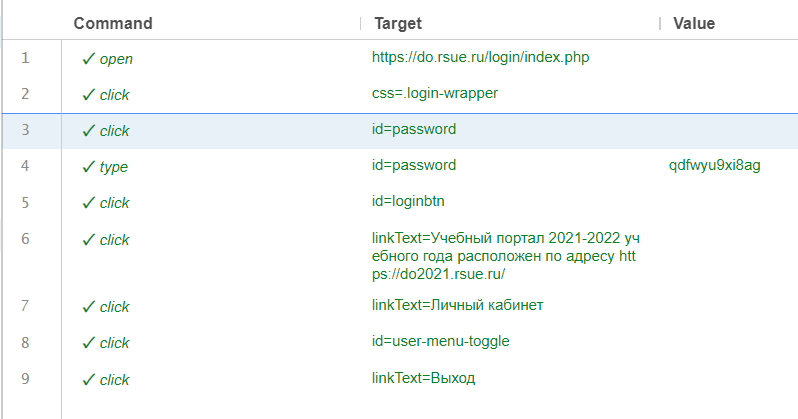 Command Target Value
1 ✓ open https://do.rsue.ru/login/index.php
2 ✓ click css=.login-wrapper
3 ✓ click id=password
4 ✓ type id=password qdfwyu9xi8ag
5 ✓ click id=loginbtn
6 ✓ click linkText=Учебный портал 2021-2022 уч
ебного года расположен по адресу htt
ps://do2021.rsue.ru/
7 ✓ click linkText=Личный кабинет
8 ✓ click id=user-menu-toggle
9 ✓ click linkText=Выход